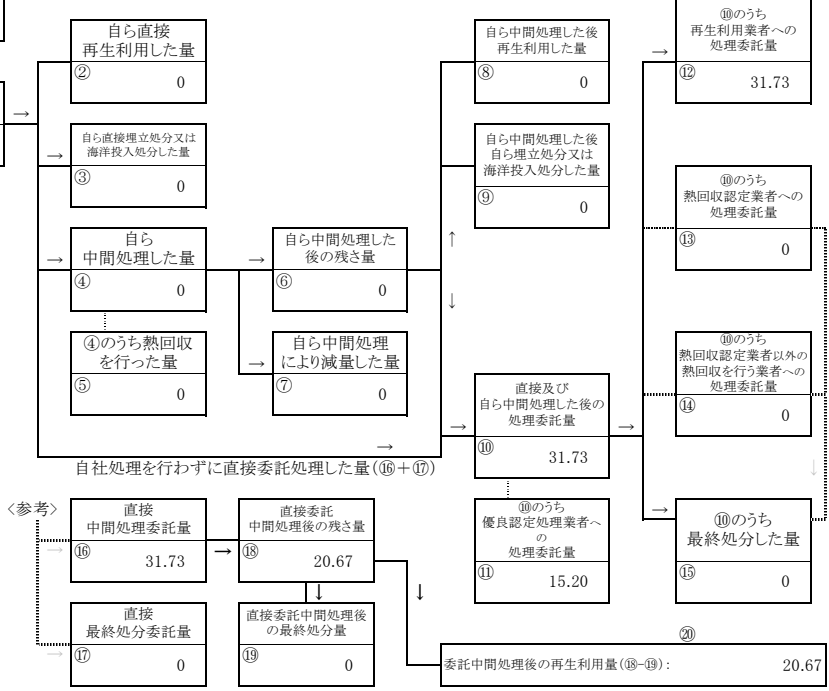 自ら直接
再生利用した量
②
0
→
自ら直接埋立処分又は
海洋投入処分した量
→
③
0
自ら
中間処理した量
→
④
0
④のうち熱回収
を行った量
⑤
0
自ら中間処理した
後の残さ量
→
⑥
0
自ら中間処理
により減量した量
→
⑦
0
自ら中間処理した後
再生利用した量
⑧
0
自ら中間処理した後
自ら埋立処分又は
海洋投入処分した量
⑨
0
↑
↓
直接及び
自ら中間処理した後の
処理委託量
→
⑩
31.73
→
⑩のうち
優良認定処理業者へ
の
処理委託量
⑪
15.20
⑩のうち
再生利用業者への
処理委託量
→
⑫
31.73
⑩のうち
熱回収認定業者への
処理委託量
⑬
0
⑩のうち
熱回収認定業者以外の
熱回収を行う業者への
処理委託量
⑭
0
↓
⑩のうち
最終処分した量
→
⑮
0
→
自社処理を行わずに直接委託処理した量(⑯+⑰)
<参考>
直接
中間処理委託量
→
⑯
31.73
→
直接委託
中間処理後の残さ量
⑱
20.67
↓
↓
直接
最終処分委託量
→
⑰
0
直接委託中間処理後
の最終処分量
⑲
0
⑳
委託中間処理後の再生利用量(⑱-⑲): 20.67